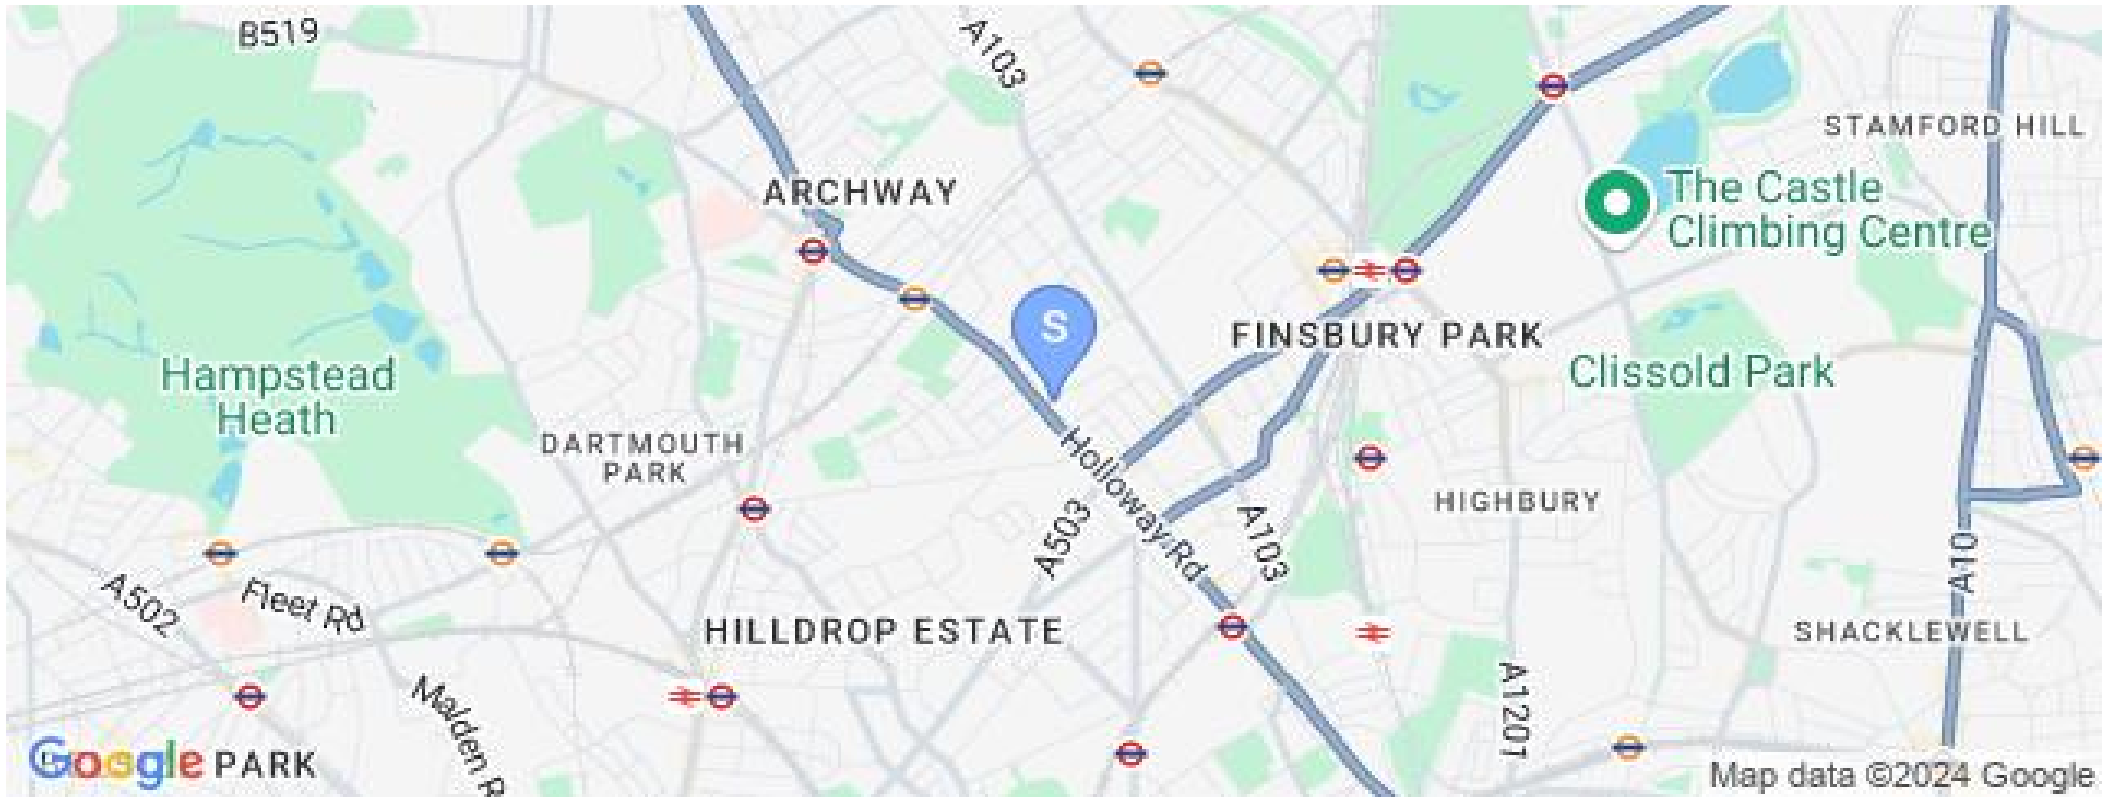 B519
A103
STAMFORD HILL
ARCHWAY
The Castle
Climbing Centre
S
FINSBURY PARK
Hampstead
Heath
Clissold Park
DARTMOUTH
PARK
Holloway Rd
HIGHBURY
A503
A103
A10
A502
Fleet Rd
HILLDROP ESTATE
SHACKLEWELL
A1201
Malden R
Google
PARK
Map data ©2024 Google